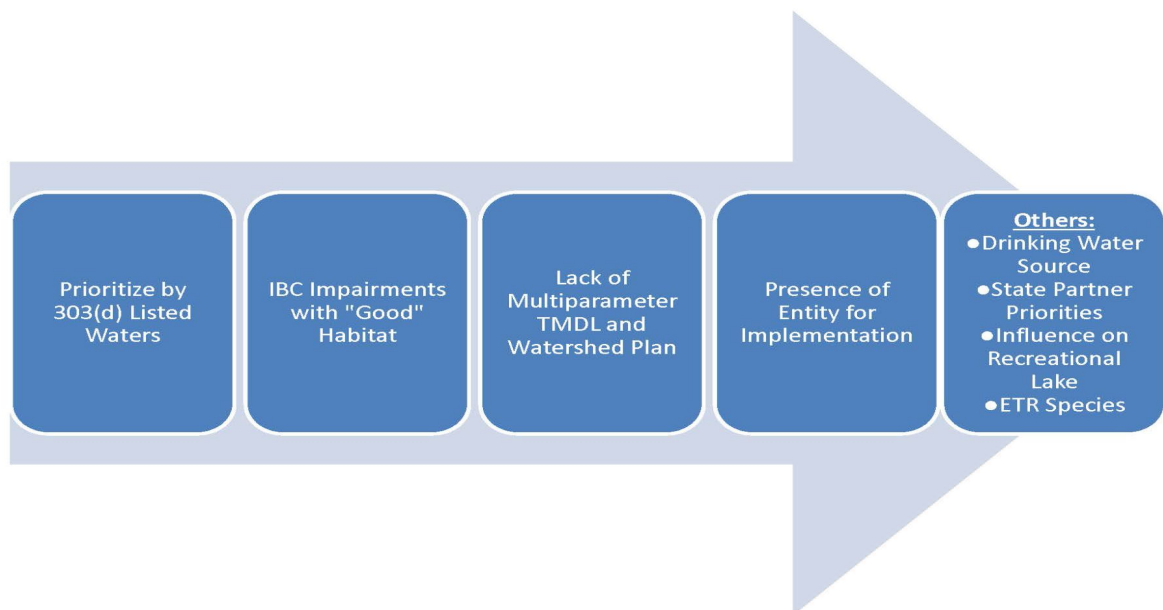 Prioritize by
303(d) Listed
Waters
IBC Impairments
with "Good"
Habitat
Lack of
Multiparameter
TMDL and
Watershed Plan
Presence of
Entity for
Implementation
Others:
●Drinking Water
Source
●State Partner
Priorities
●Influence on
Recreational
Lake
●ETR Species